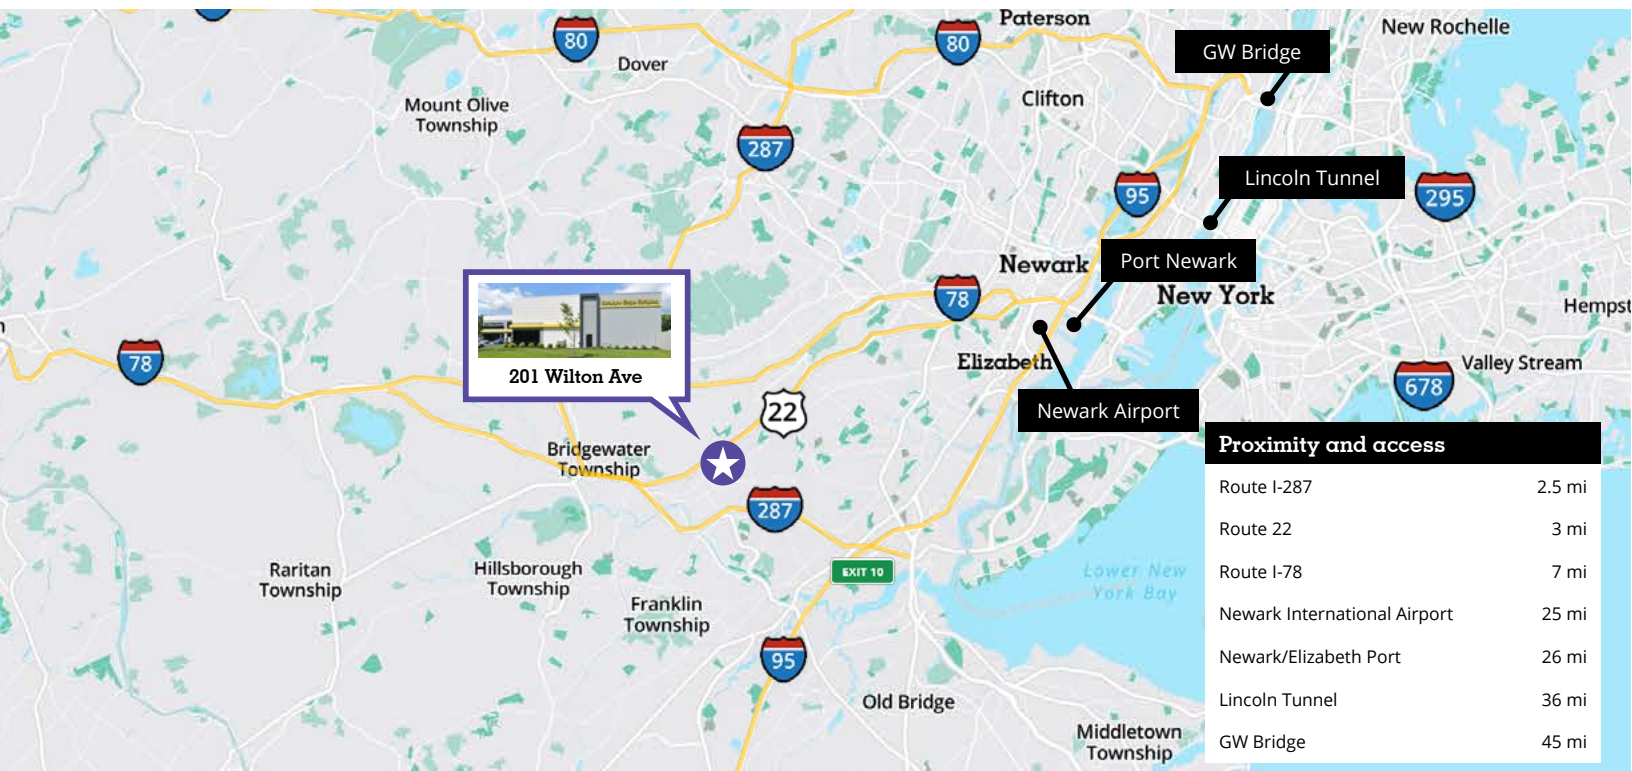 Paterson
New Rochelle
80
80
GW Bridge
Dover
Mount Olive
Township
Clifton
287
95
Lincoln Tunnel
295
Newark
Port Newark
78
New York
Hempst
201 Wilton Ave
78
Elizabeth
Valley Stream
678
22
Newark Airport
Bridgewater
Township
287
EXIT 10
Raritan
Township
Hillsborough
Township
Franklin
Township
Lower New
York Bay
95
Old Bridge
Middletown
Township
Proximity and access
Route I-287 2.5 mi
Route 22 3 mi
Route I-78 7 mi
Newark International Airport 25 mi
Newark/Elizabeth Port 26 mi
Lincoln Tunnel 36 mi
GW Bridge 45 mi